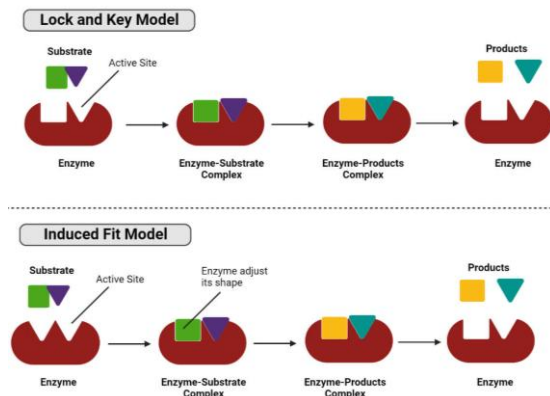 Lock and Key Model
Substrate
Active Site
Products
Enzyme
Enzyme-Substrate
Complex
Enzyme-Products
Complex
Enzyme
Induced Fit Model
Substrate
Active Site
Enzyme adjust
its shape
Products
Enzyme
Enzyme-Substrate
Complex
Enzyme-Products
Complex
Enzyme